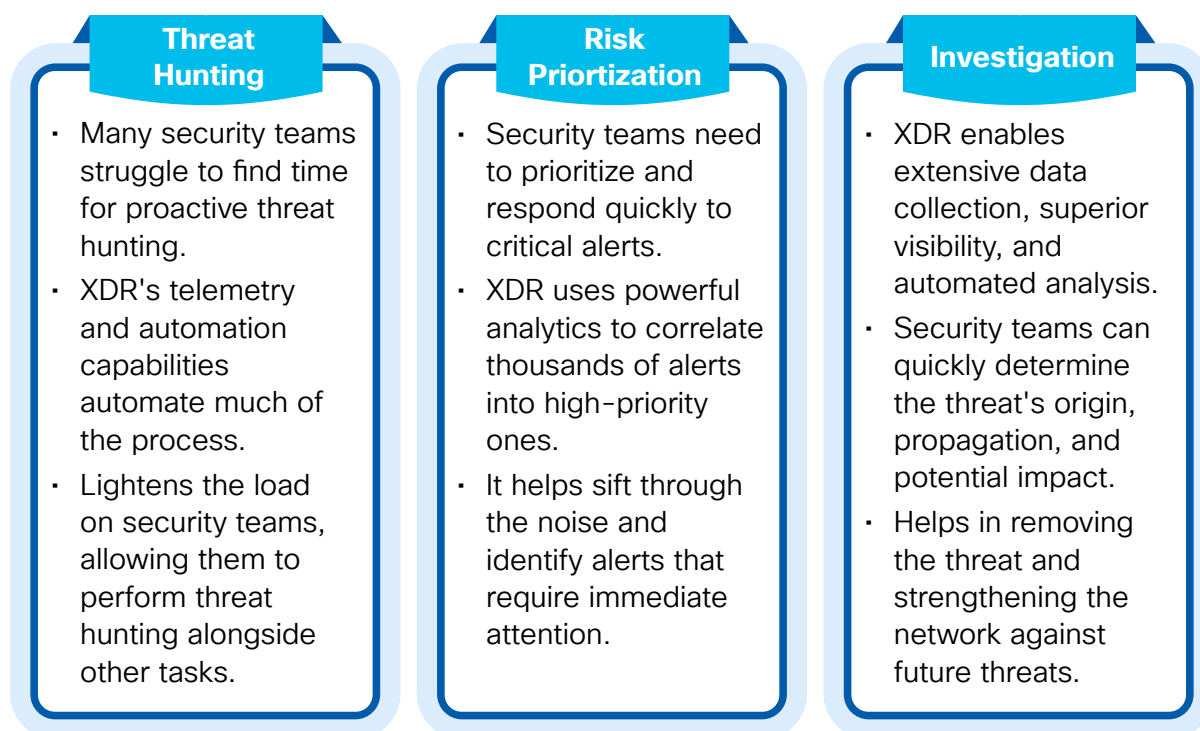 Threat
Hunting
· Many security teams
struggle to find time
for proactive threat
hunting.
· XDR's telemetry
and automation
capabilities
automate much of
the process.
· Lightens the load
on security teams,
allowing them to
perform threat
hunting alongside
other tasks.
Risk
Priortization
· Security teams need
to prioritize and
respond quickly to
critical alerts.
· XDR uses powerful
analytics to correlate
thousands of alerts
into high-priority
ones.
· It helps sift through
the noise and
identify alerts that
require immediate
attention.
Investigation
· XDR enables
extensive data
collection, superior
visibility, and
automated analysis.
· Security teams can
quickly determine
the threat's origin,
propagation, and
potential impact.
· Helps in removing
the threat and
strengthening the
network against
future threats.